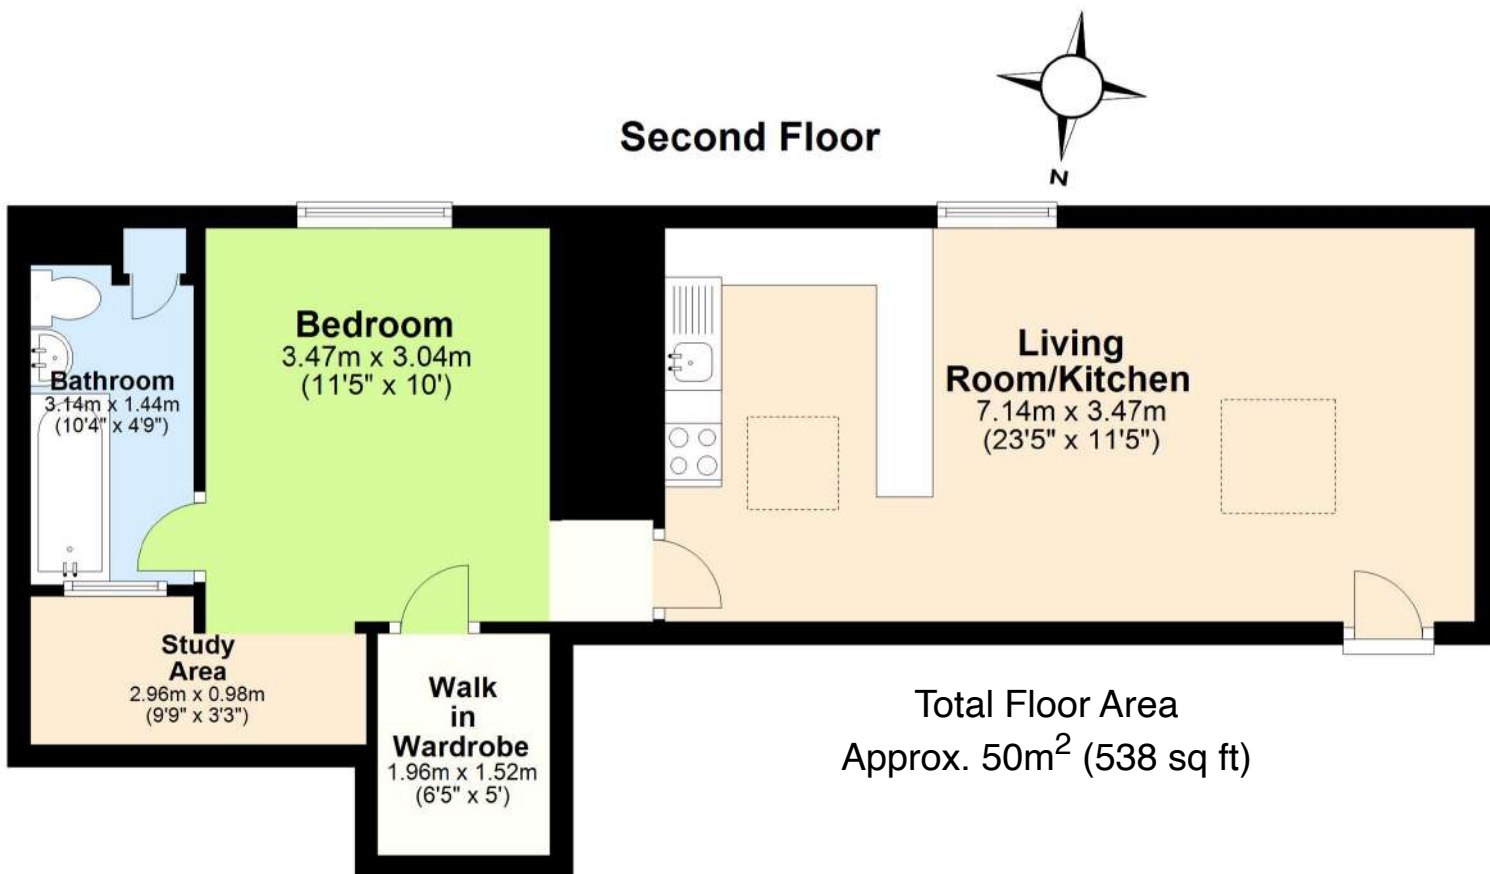 Second Floor
N
Bedroom
3.47m x 3.04m
(11'5" x 10')
Bathroom
3.14m x 1.44m
(10'4" x 4'9")
Living
Room/Kitchen
7.14m x 3.47m
(23'5" x 11'5")
Study
Area
2.96m x 0.98m
(9'9" x 3'3")
Walk
in
Wardrobe
1.96m x 1.52m
(6'5" x 5')
Total Floor Area
Approx. 50m² (538 sq ft)